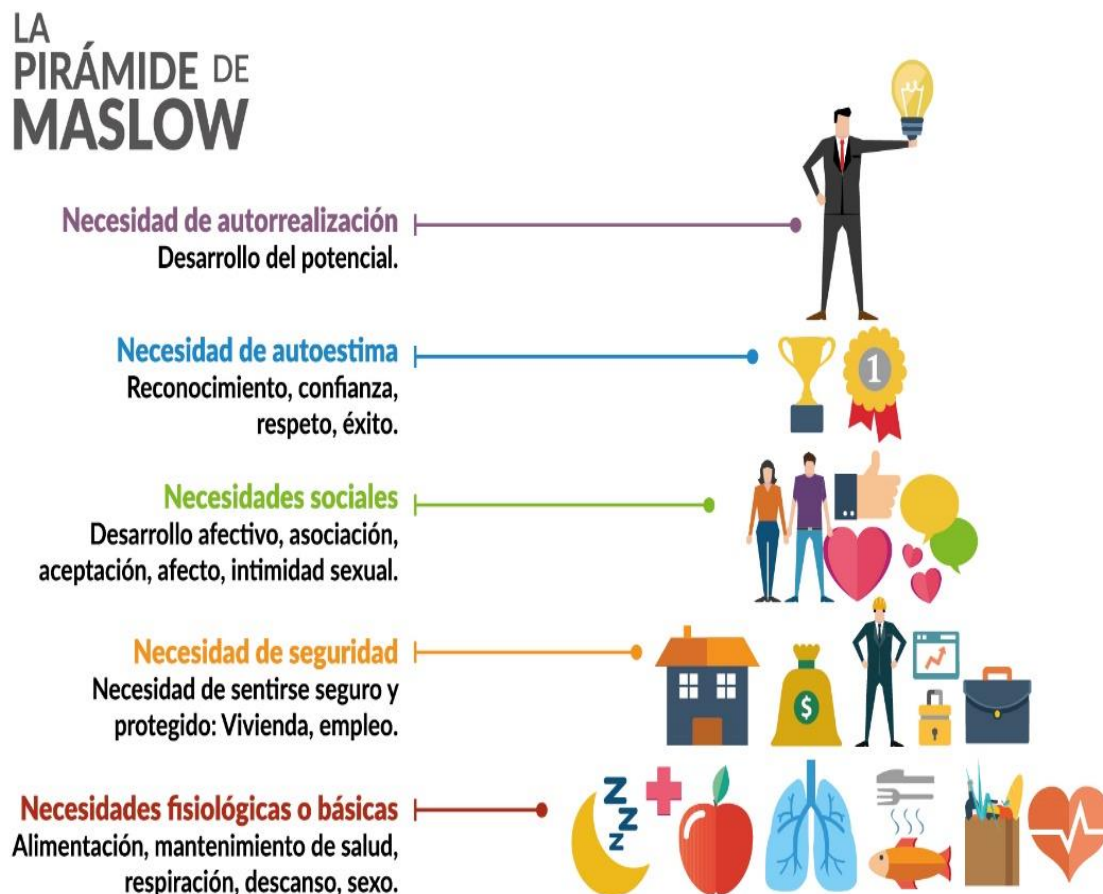 LA
PIRÁMIDE DE
MASLOW
Necesidad de autorrealización
Desarrollo del potencial.
Necesidad de autoestima
Reconocimiento, confianza,
respeto, éxito.
1
Necesidades sociales
Desarrollo afectivo, asociación,
aceptación, afecto, intimidad sexual.
Necesidad de seguridad
Necesidad de sentirse seguro y
protegido: Vivienda, empleo.
$
Necesidades fisiológicas o básicas
Alimentación, mantenimiento de salud,
respiración, descanso, sexo.
Z
Z
Z